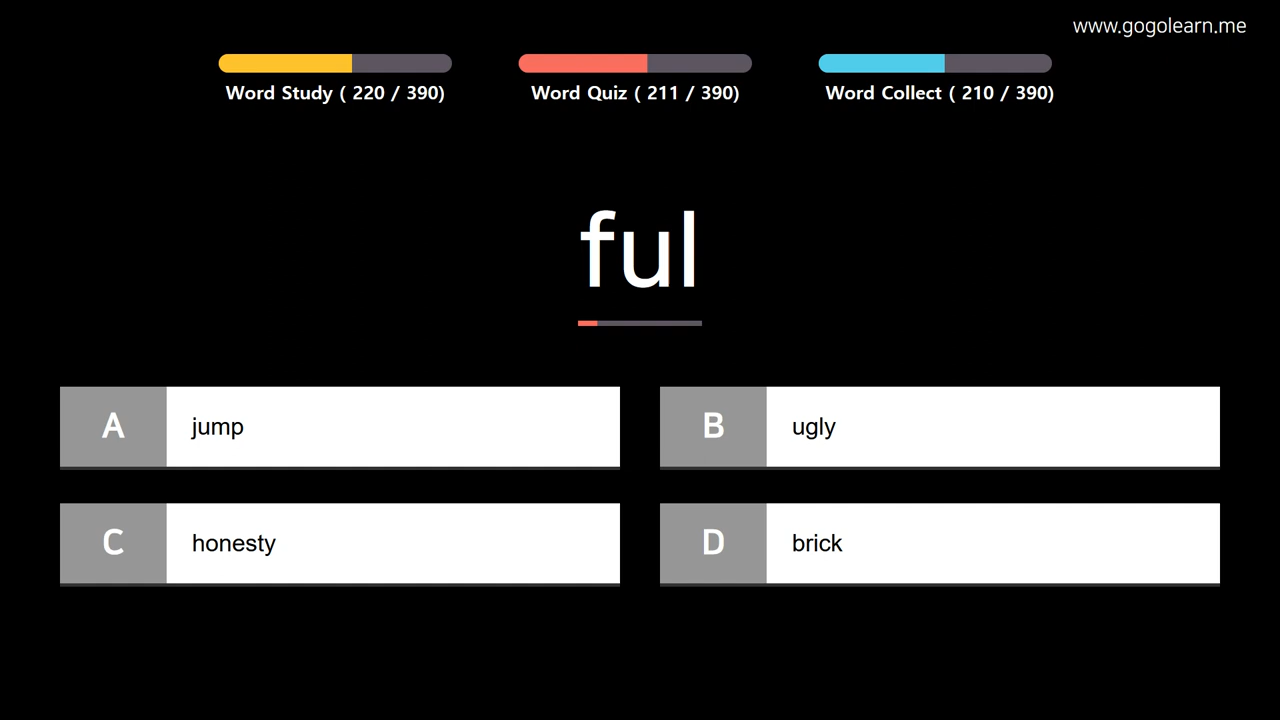 www.gogolearn.me
Word Study ( 220 / 390)
Word Quiz ( 211 / 390)
Word Collect ( 210 / 390)
ful
A jump
B ugly
C honesty
D brick